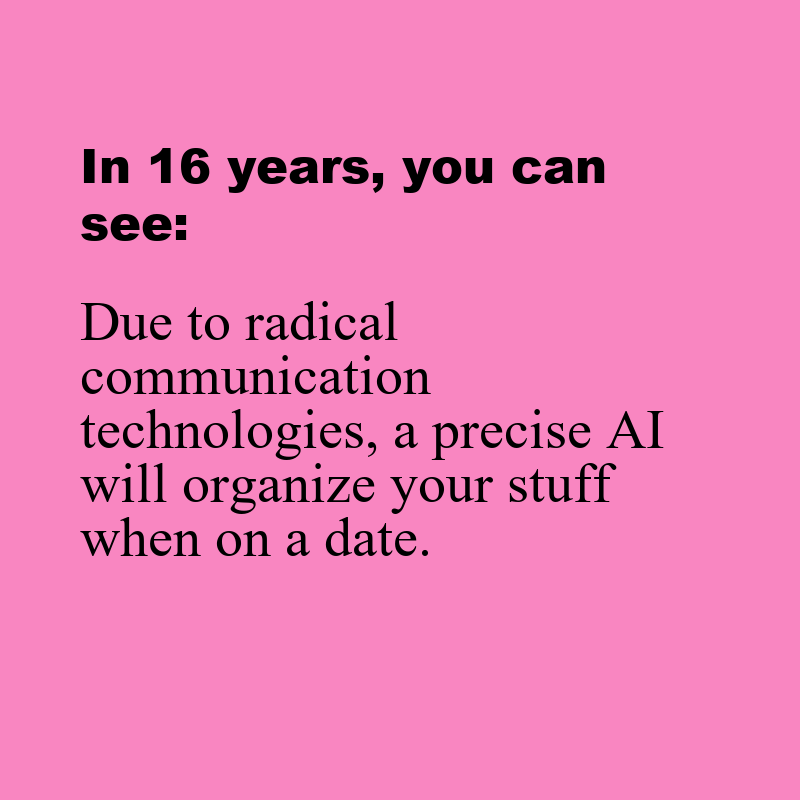 In 16 years, you can
see:
Due to radical
communication
technologies, a precise AI
will organize your stuff
when on a date.